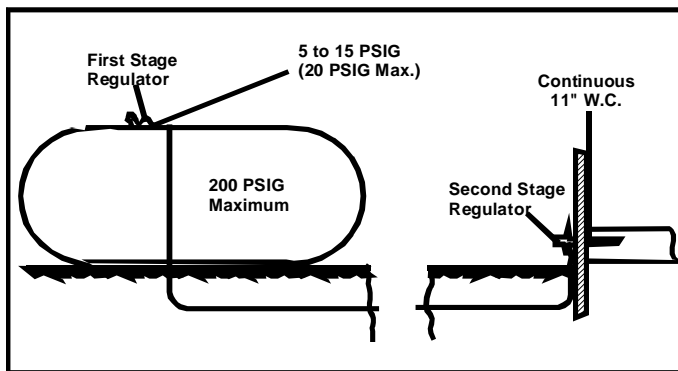 First Stage
Regulator
5 to 15 PSIG
(20 PSIG Max.)
Continuous
11" W.C.
200 PSIG
Maximum
Second Stage
Regulator